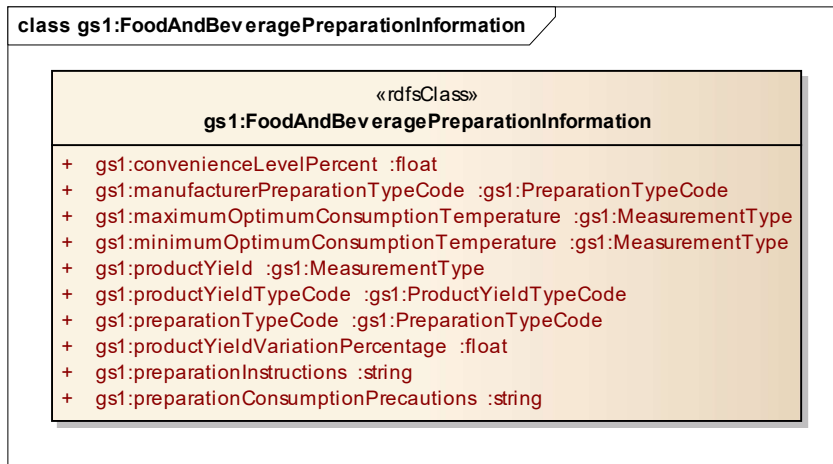 class gs1:FoodAndBeveragePreparationInformation
«rdfsClass»
gs1:FoodAndBeveragePreparationInformation
+ gs1:convenienceLevelPercent :float
+ gs1:manufacturerPreparationTypeCode :gs1:PreparationTypeCode
+ gs1:maximumOptimumConsumptionTemperature :gs1:MeasurementType
+ gs1:minimumOptimumConsumptionTemperature :gs1:MeasurementType
+ gs1:productYield :gs1:MeasurementType
+ gs1:productYieldTypeCode :gs1:ProductYieldTypeCode
+ gs1:preparationTypeCode :gs1:PreparationTypeCode
+ gs1:productYieldVariationPercentage :float
+ gs1:preparationInstructions :string
+ gs1:preparationConsumptionPrecautions :string